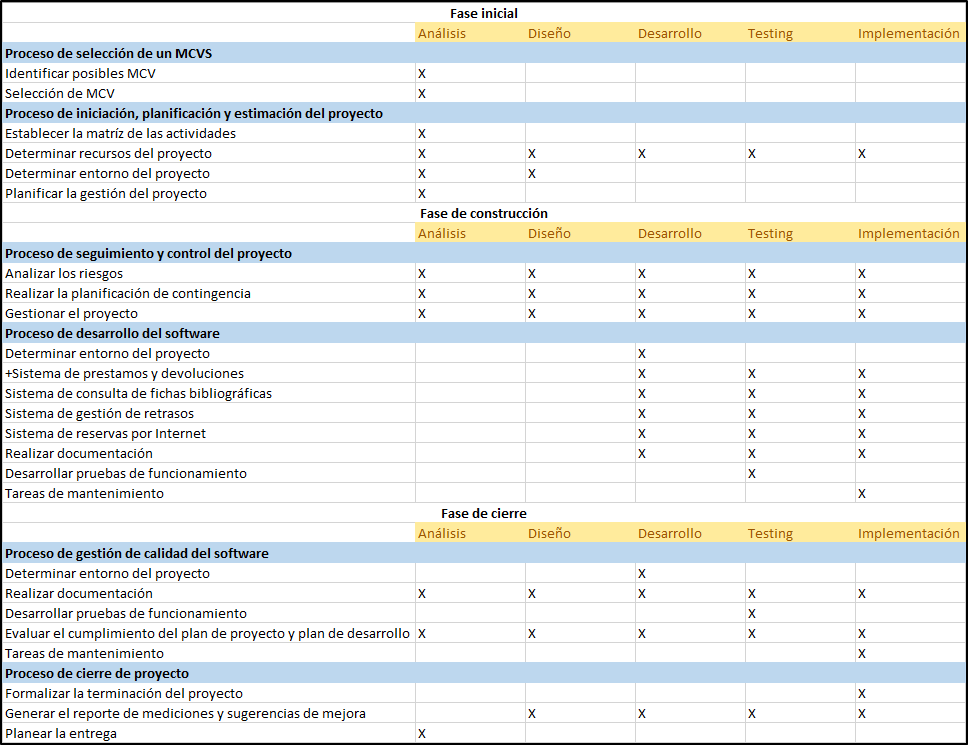 Fase inicial
Análisis Diseño Desarrollo Testing Implementación
Proceso de selección de un MCVS
Identificar posibles MCV X
Selección de MCV X
Proceso de iniciación, planificación y estimación del proyecto
Establecer la matríz de las actividades X
Determinar recursos del proyecto X X X X X
Determinar entorno del proyecto X X
Planificar la gestión del proyecto X
Fase de construcción
Análisis Diseño Desarrollo Testing Implementación
Proceso de seguimiento y control del proyecto
Analizar los riesgos X X X X X
Realizar la planificación de contingencia X X X X X
Gestionar el proyecto X X X X X
Proceso de desarrollo del software
Determinar entorno del proyecto X
+Sistema de prestamos y devoluciones X X X
Sistema de consulta de fichas bibliográficas X X X
Sistema de gestión de retrasos X X X
Sistema de reservas por Internet X X X
Realizar documentación X X X
Desarrollar pruebas de funcionamiento X
Tareas de mantenimiento X
Fase de cierre
Análisis Diseño Desarrollo Testing Implementación
Proceso de gestión de calidad del software
Determinar entorno del proyecto X
Realizar documentación X X X X X
Desarrollar pruebas de funcionamiento X
Evaluar el cumplimiento del plan de proyecto y plan de desarrollo X X X X X
Tareas de mantenimiento X
Proceso de cierre de proyecto
Formalizar la terminación del proyecto X
Generar el reporte de mediciones y sugerencias de mejora X X X X
Planear la entrega X